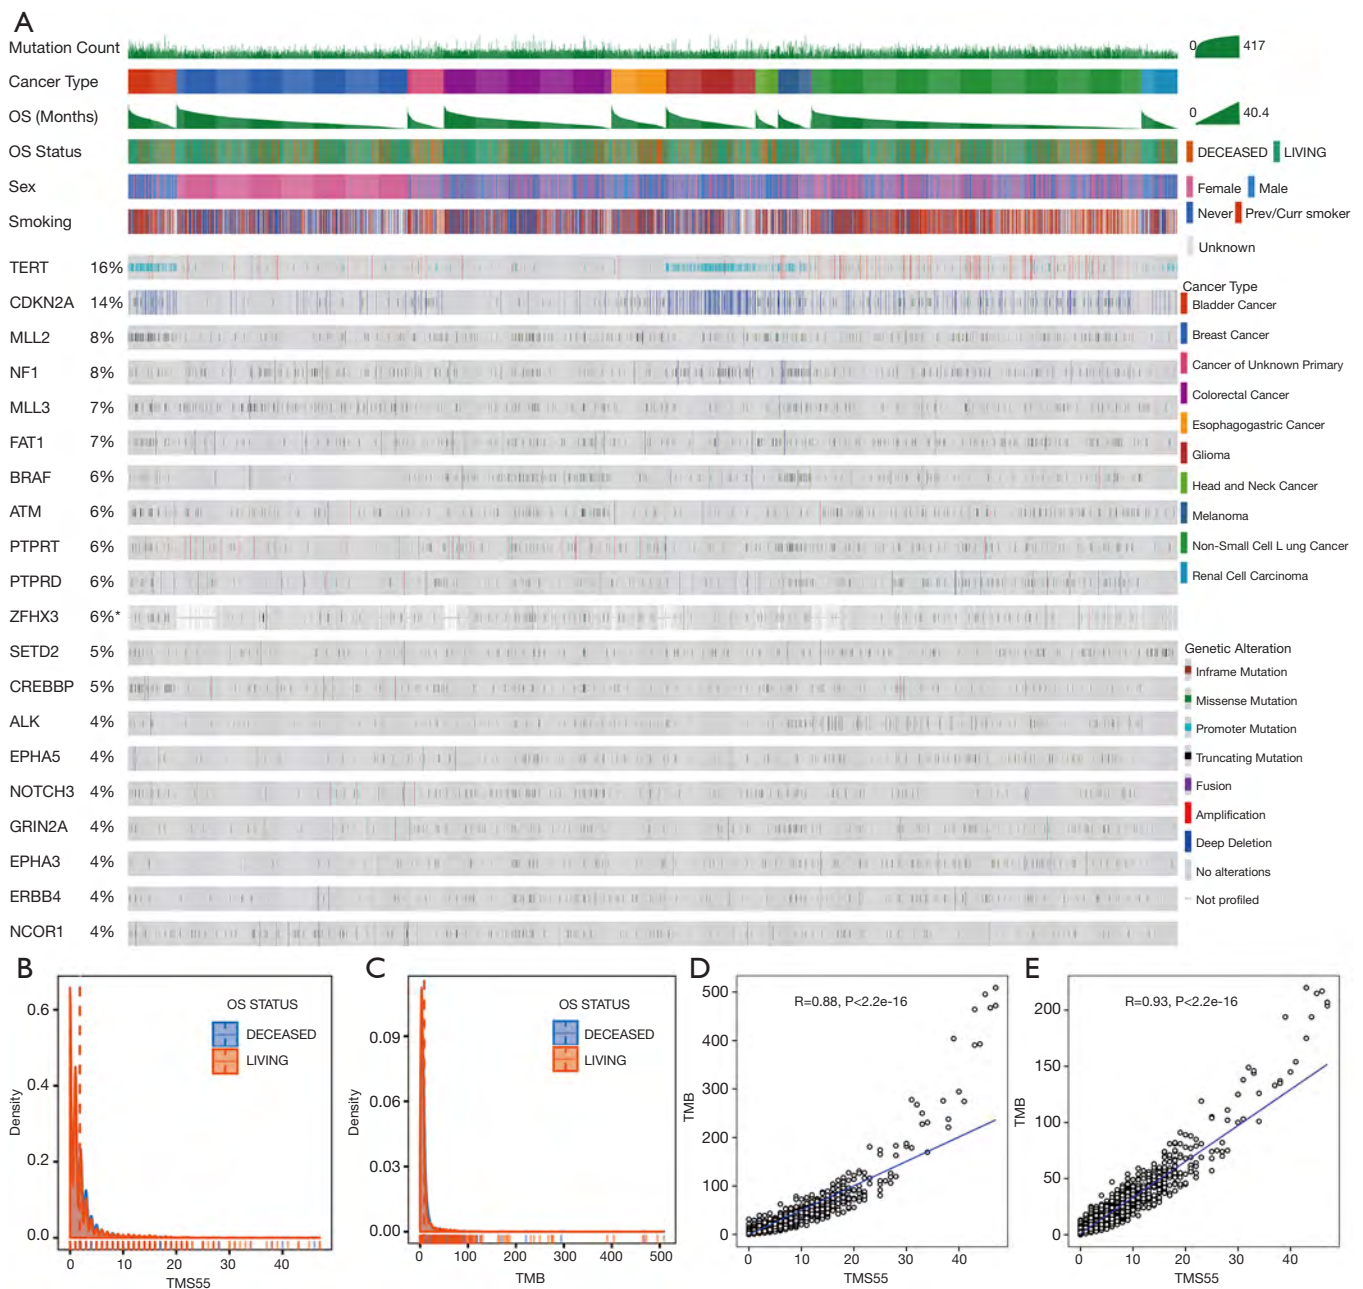 A
Mutation Count
0 417
Cancer Type
OS (Months)
0 40.4
OS Status
DECEASED LIVING
Sex
Female Male
Never Prev/Curr smoker
Smoking
Unknown
TERT 16%
CDKN2A 14%
MLL2 8%
NF1 8%
MLL3 7%
FAT1 7%
BRAF 6%
ATM 6%
PTPRT 6%
PTPRD 6%
ZFHX3 6%*
SETD2 5%
CREBBP 5%
ALK 4%
EPHA5 4%
NOTCH3 4%
GRIN2A 4%
EPHA3 4%
ERBB4 4%
NCOR1 4%
Cancer Type
Bladder Cancer
Breast Cancer
Cancer of Unknown Primary
Colorectal Cancer
Esophagogastric Cancer
Glioma
Head and Neck Cancer
Melanoma
Non-Small Cell L ung Cancer
Renal Cell Carcinoma
Genetic Alteration
Inframe Mutation
Missense Mutation
Promoter Mutation
Truncating Mutation
Fusion
Amplification
Deep Deletion
No alterations
Not profiled
B
OS STATUS
DECEASED
LIVING
Density
0.6
0.4
0.2
0.0
0 10 20 30 40
TMS55
C
OS STATUS
DECEASED
LIVING
Density
0.09
0.06
0.03
0.00
0 100 200 300 400 500
TMB
D
R=0.88, P<2.2e-16
TMB
500
400
300
200
100
0
0 10 20 30 40
TMS55
E
R=0.93, P<2.2e-16
TMB
200
150
100
50
0
0 10 20 30 40
TMS55